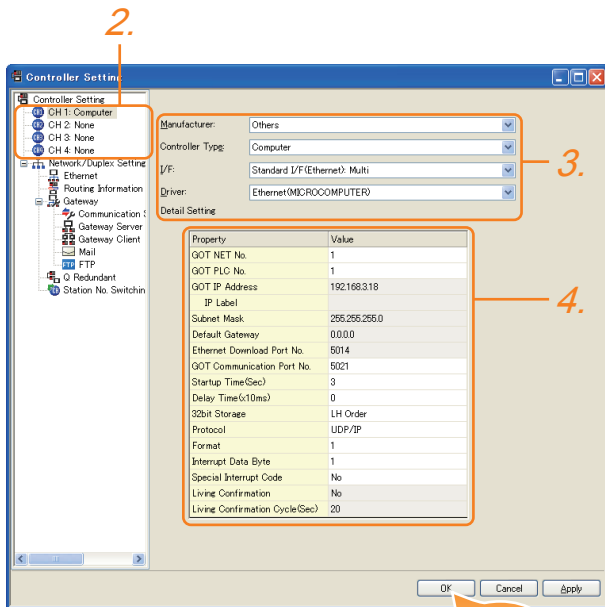 2.
Controller Setting
Controller Setting
CH 1: Computer
CH 2: None
CH 3: None
CH 4: None
Network/Duplex Setting
Ethernet
Routing Information
Gateway
Communication
Gateway Server
Gateway Client
Mail
FTP FTP
Q Redundant
Station No. Switchin
Manufacturer: Others
Controller Type: Computer
I/F: Standard I/F(Ethernet): Multi
Driver: Ethernet(MICROCOMPUTER)
3.
Detail Setting
Property Value
GOT NET No. 1
GOT PLC No. 1
GOT IP Address 192.168.3.18
IP Label
4.
Subnet Mask 255.255.255.0
Default Gateway 0.0.0.0
Ethernet Download Port No. 5014
GOT Communication Port No. 5021
Startup Time(Sec) 3
Delay Time(x10ms) 0
32bit Storage LH Order
Protocol UDP/IP
Format 1
Interrupt Data Byte 1
Special Interrupt Code No
Living Confirmation No
Living Confirmation Cycle(Sec) 20
OK Cancel Apply